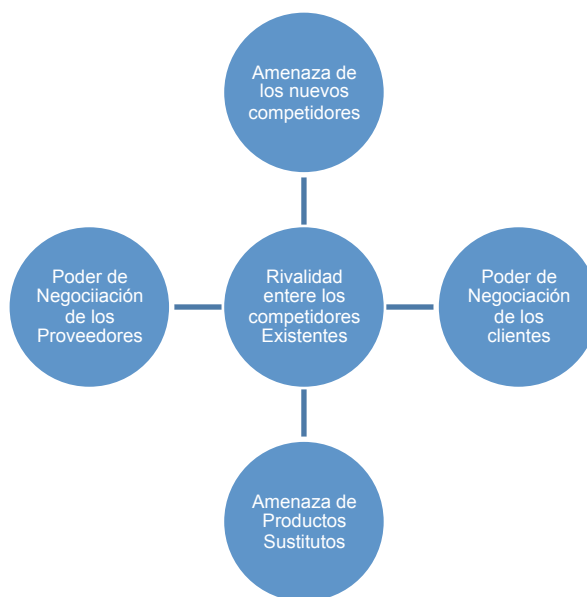 Amenaza de
los nuevos
competidores
Poder de
Negociiación
de los
Proveedores
Rivalidad
entere los
competidores
Existentes
Poder de
Negociación
de los
clientes
Amenaza de
Productos
Sustitutos